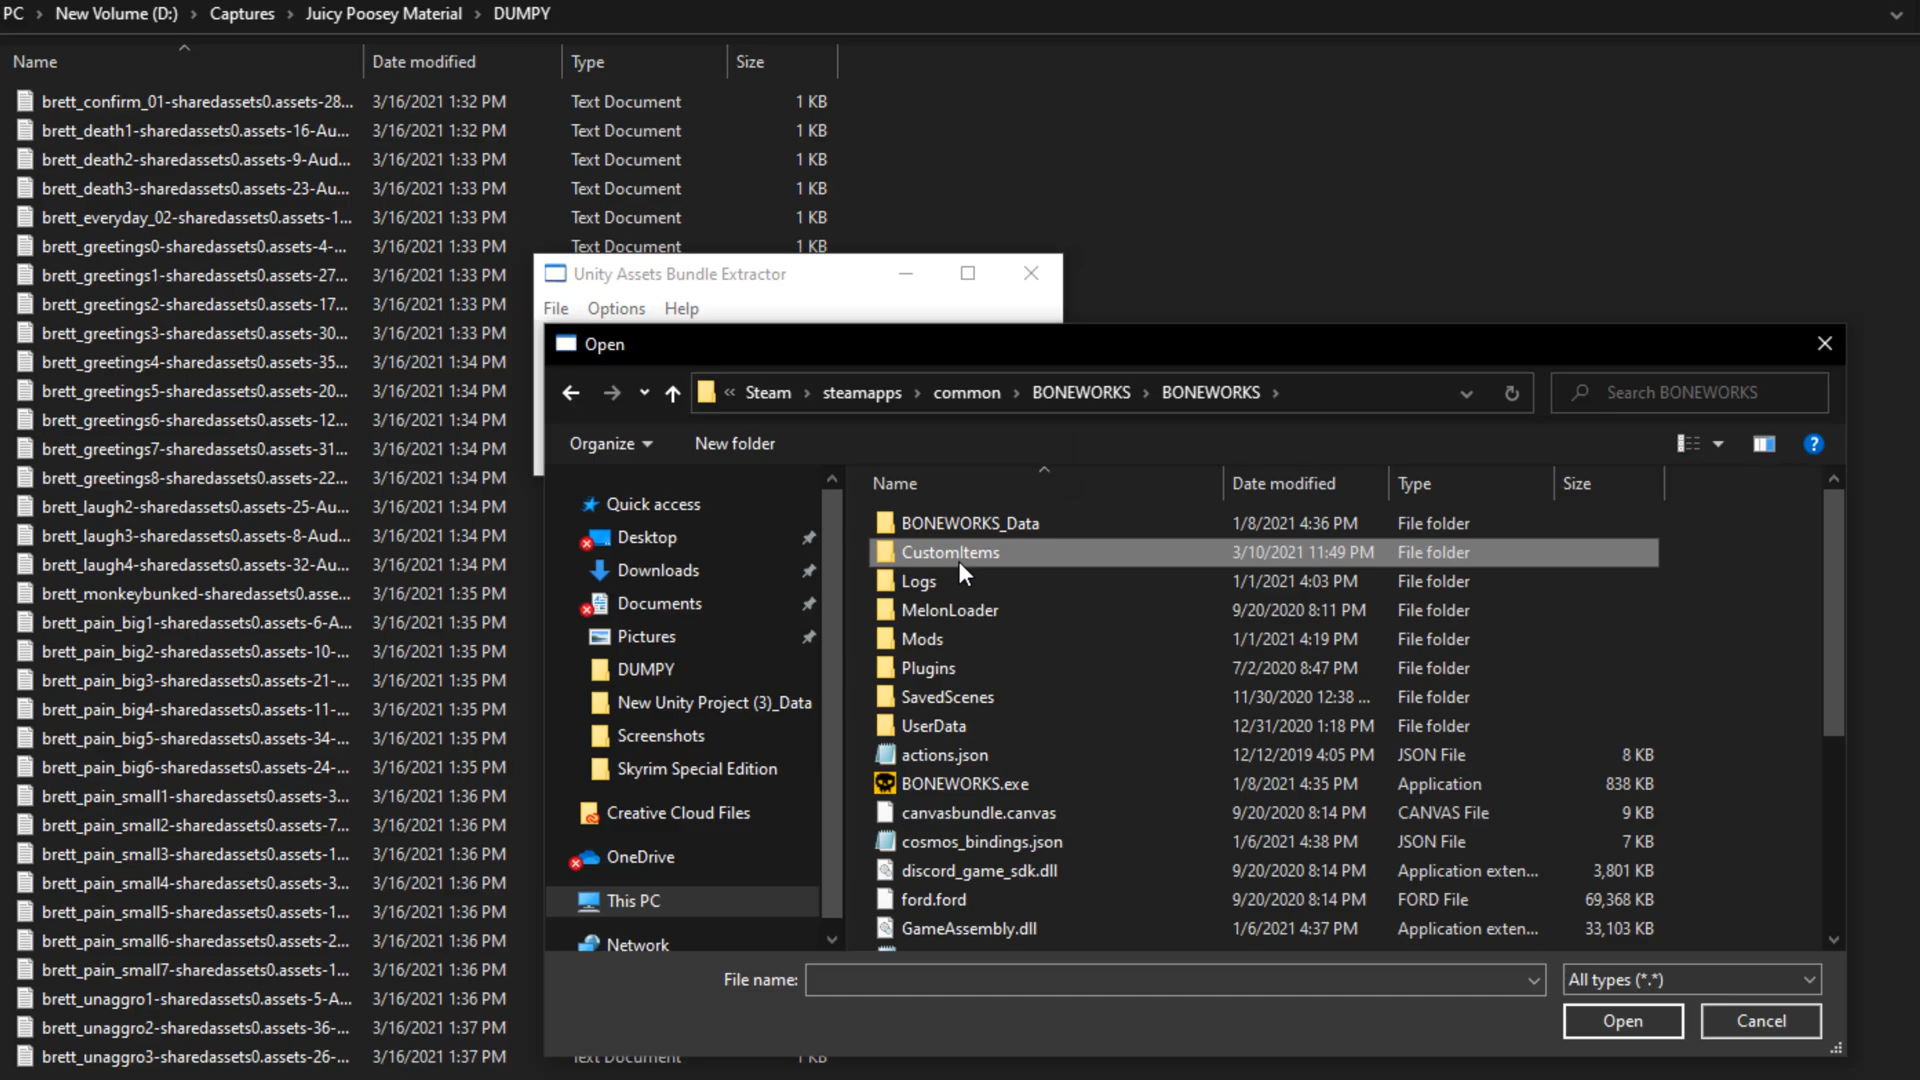 PC > New Volume (D:) > Captures > Juicy Poosey Material > DUMPY
Name Date modified Type Size
brett_confirm_01-sharedassets0.assets-28... 3/16/2021 1:32 PM Text Document 1 KB
brett_death1-sharedassets0.assets-16-Au... 3/16/2021 1:32 PM Text Document 1 KB
brett_death2-sharedassets0.assets-9-Aud... 3/16/2021 1:33 PM Text Document 1 KB
brett_death3-sharedassets0.assets-23-Au... 3/16/2021 1:33 PM Text Document 1 KB
brett_everyday_02-sharedassets0.assets-1... 3/16/2021 1:33 PM Text Document 1 KB
brett_greetings0-sharedassets0.assets-4-... 3/16/2021 1:33 PM Text Document 1 KB
brett_greetings1-sharedassets0.assets-27... 3/16/2021 1:33 PM
brett_greetings2-sharedassets0.assets-17... 3/16/2021 1:33 PM
brett_greetings3-sharedassets0.assets-30... 3/16/2021 1:33 PM
brett_greetings4-sharedassets0.assets-35... 3/16/2021 1:34 PM
brett_greetings5-sharedassets0.assets-20... 3/16/2021 1:34 PM
brett_greetings6-sharedassets0.assets-12... 3/16/2021 1:34 PM
brett_greetings7-sharedassets0.assets-31... 3/16/2021 1:34 PM
brett_greetings8-sharedassets0.assets-22... 3/16/2021 1:34 PM
brett_laugh2-sharedassets0.assets-25-Au... 3/16/2021 1:34 PM
brett_laugh3-sharedassets0.assets-8-Aud... 3/16/2021 1:34 PM
brett_laugh4-sharedassets0.assets-32-Au... 3/16/2021 1:34 PM
brett_monkeybunked-sharedassets0.asse... 3/16/2021 1:35 PM
brett_pain_big1-sharedassets0.assets-6-A... 3/16/2021 1:35 PM
brett_pain_big2-sharedassets0.assets-10-... 3/16/2021 1:35 PM
brett_pain_big3-sharedassets0.assets-21-... 3/16/2021 1:35 PM
brett_pain_big4-sharedassets0.assets-11-... 3/16/2021 1:35 PM
brett_pain_big5-sharedassets0.assets-34-... 3/16/2021 1:35 PM
brett_pain_big6-sharedassets0.assets-24-... 3/16/2021 1:35 PM
brett_pain_small1-sharedassets0.assets-3... 3/16/2021 1:36 PM
brett_pain_small2-sharedassets0.assets-7... 3/16/2021 1:36 PM
brett_pain_small3-sharedassets0.assets-1... 3/16/2021 1:36 PM
brett_pain_small4-sharedassets0.assets-3... 3/16/2021 1:36 PM
brett_pain_small5-sharedassets0.assets-1... 3/16/2021 1:36 PM
brett_pain_small6-sharedassets0.assets-2... 3/16/2021 1:36 PM
brett_pain_small7-sharedassets0.assets-1... 3/16/2021 1:36 PM
brett_unaggro1-sharedassets0.assets-5-A... 3/16/2021 1:36 PM
brett_unaggro2-sharedassets0.assets-36-... 3/16/2021 1:37 PM
brett_unaggro3-sharedassets0.assets-26-... 3/16/2021 1:37 PM Text Document 1 KB
Unity Assets Bundle Extractor
File Options Help
Open
« Steam > steamapps > common > BONEWORKS > BONEWORKS >
Search BONEWORKS
Organize New folder
Quick access
Desktop
Downloads
Documents
Pictures
DUMPY
New Unity Project (3)_Data
Screenshots
Skyrim Special Edition
Creative Cloud Files
OneDrive
This PC
Network
Name Date modified Type Size
BONEWORKS_Data 1/8/2021 4:36 PM File folder
CustomItems 3/10/2021 11:49 PM File folder
Logs 1/1/2021 4:03 PM File folder
MelonLoader 9/20/2020 8:11 PM File folder
Mods 1/1/2021 4:19 PM File folder
Plugins 7/2/2020 8:47 PM File folder
SavedScenes 11/30/2020 12:38 ... File folder
UserData 12/31/2020 1:18 PM File folder
actions.json 12/12/2019 4:05 PM JSON File 8 KB
BONEWORKS.exe 1/8/2021 4:35 PM Application 838 KB
canvasbundle.canvas 9/20/2020 8:14 PM CANVAS File 9 KB
cosmos_bindings.json 1/6/2021 4:38 PM JSON File 7 KB
discord_game_sdk.dll 9/20/2020 8:14 PM Application exten... 3,801 KB
ford.ford 9/20/2020 8:14 PM FORD File 69,368 KB
GameAssembly.dll 1/6/2021 4:37 PM Application exten... 33,103 KB
File name: All types (*.*)
Open Cancel